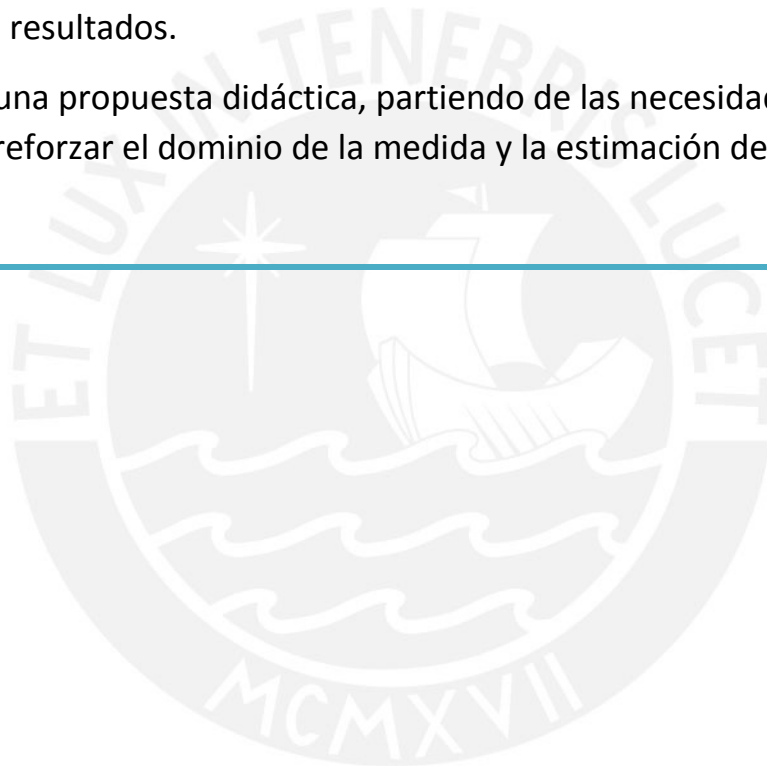 resultados.
una propuesta didáctica, partiendo de las necesidad
reforzar el dominio de la medida y la estimación de
ET LUX IN TENEBRIS LUCET
MCMXVII